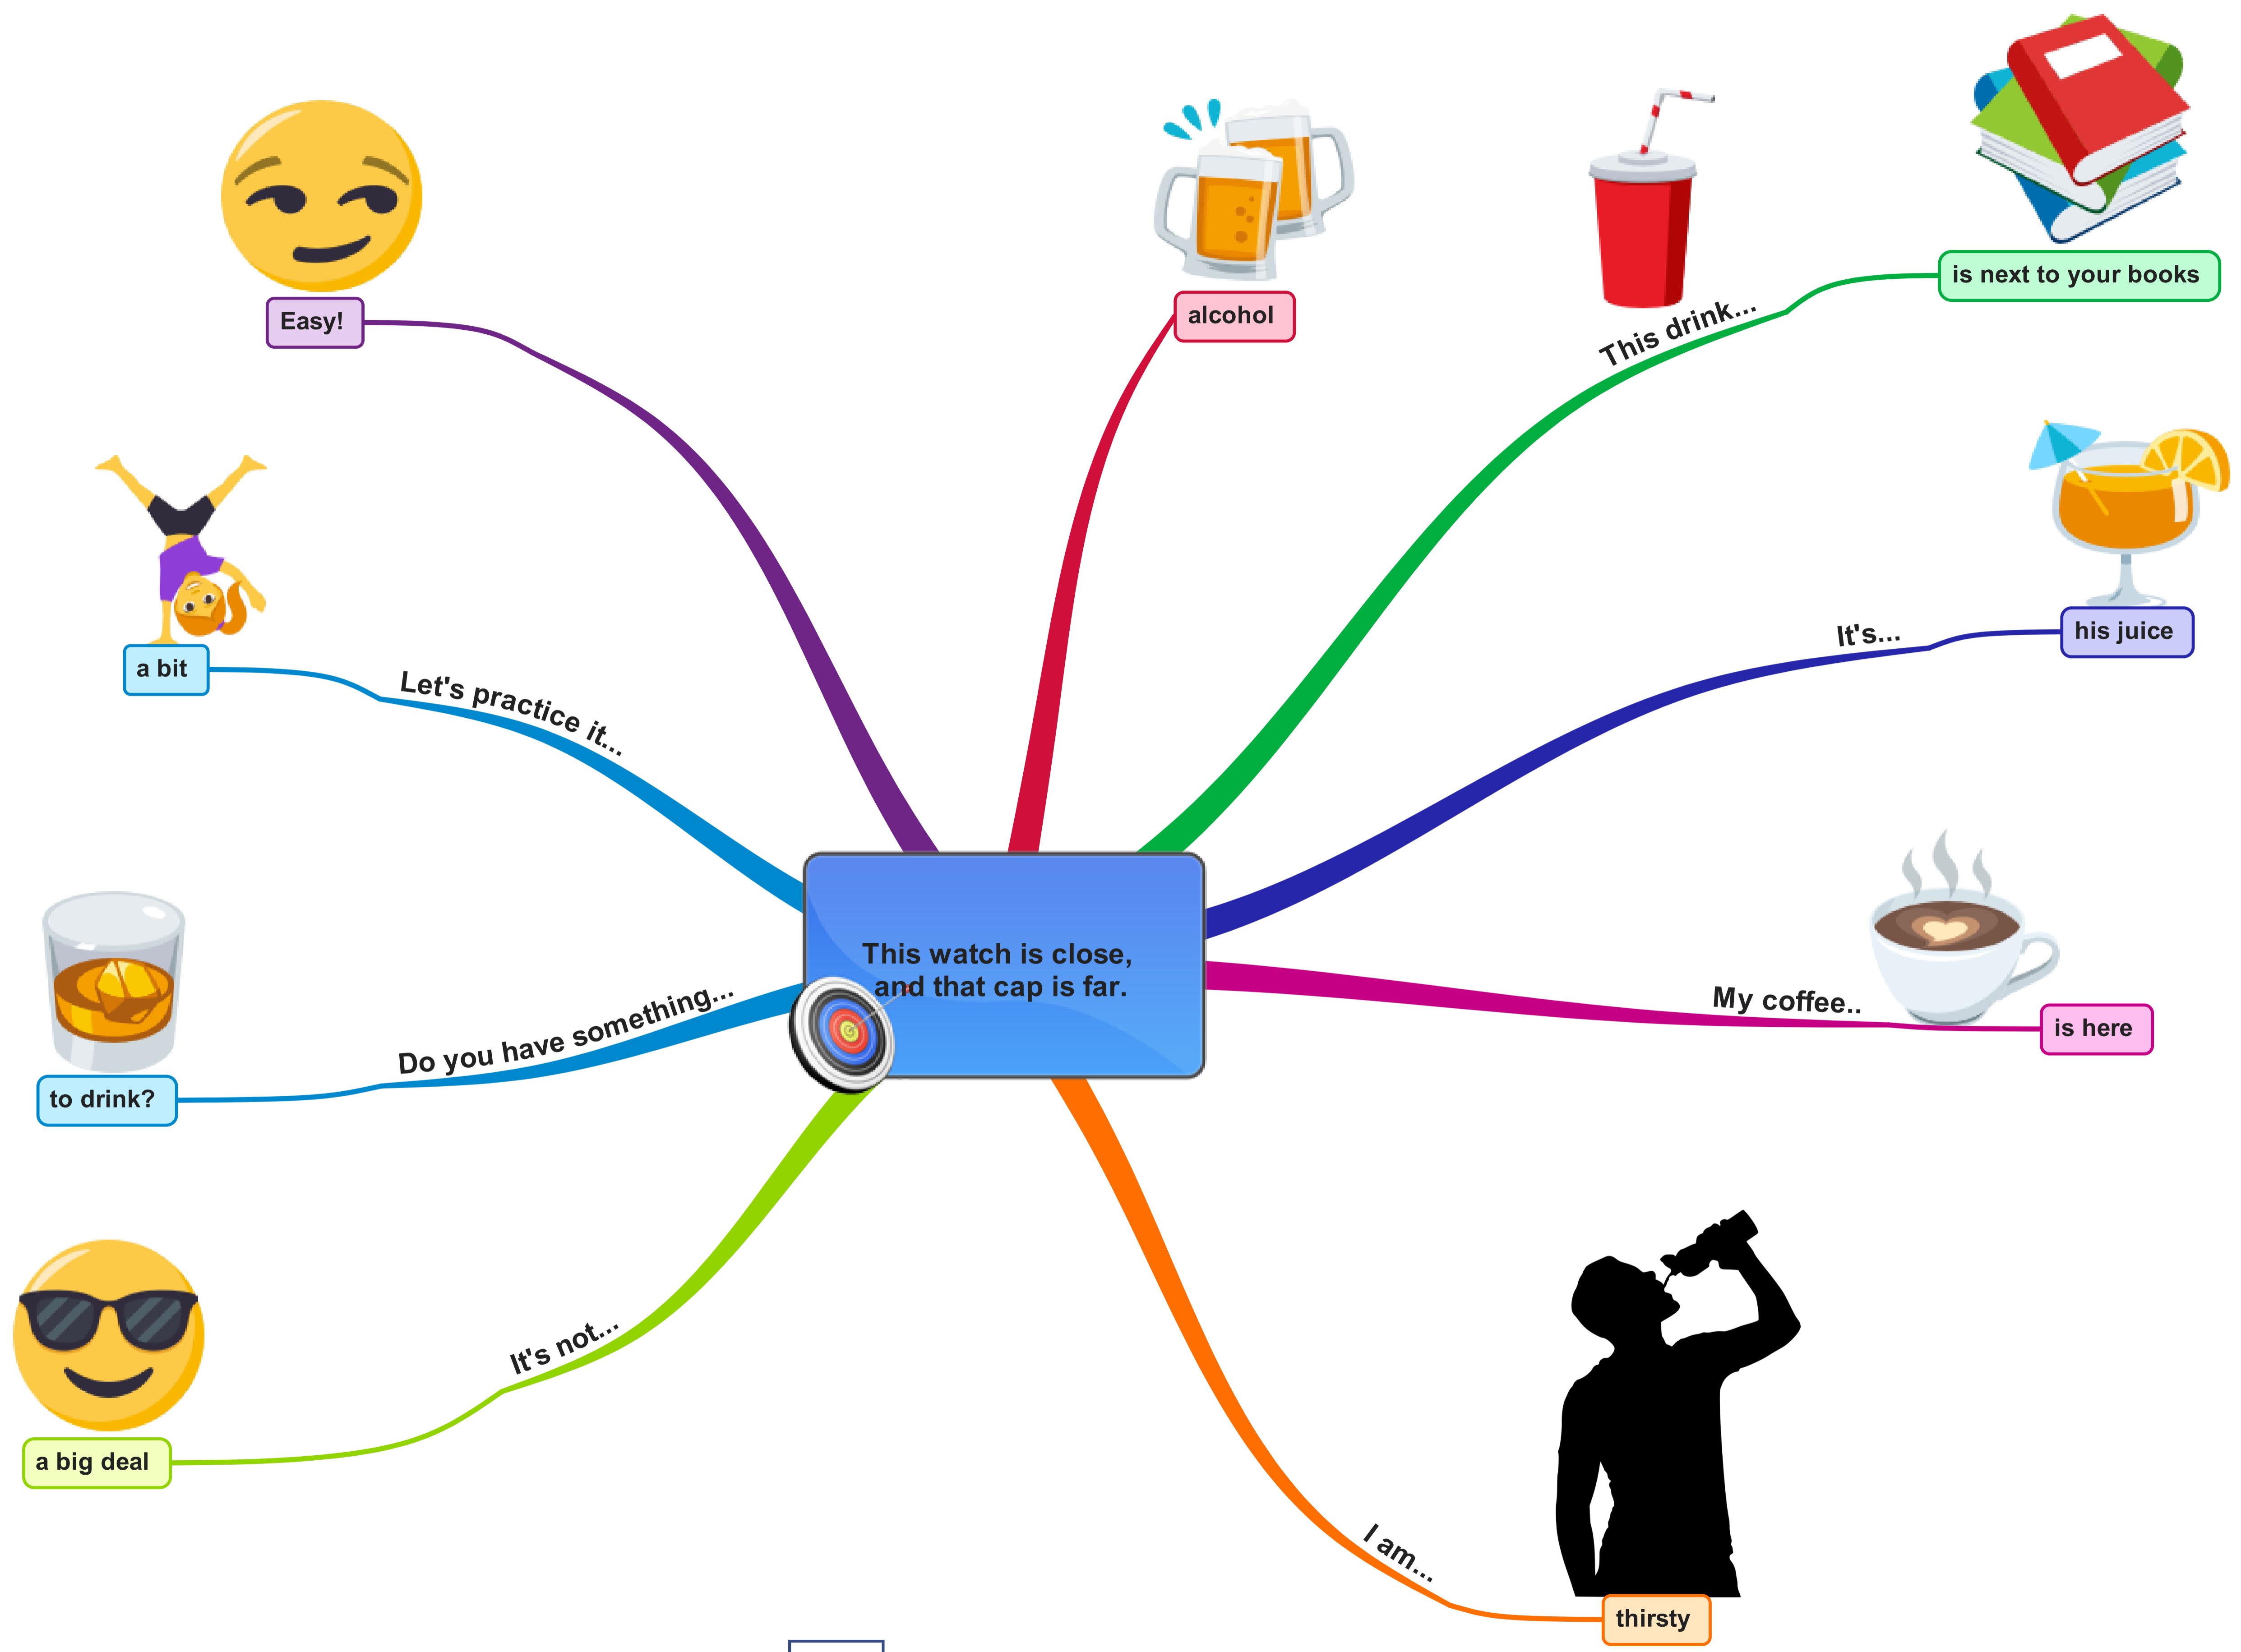 This watch is close,
and that cap is far.
alcohol
This drink...
is next to your books
It's...
his juice
My coffee..
is here
I am...
thirsty
It's not...
a big deal
Do you have something...
to drink?
Let's practice it...
a bit
Easy!